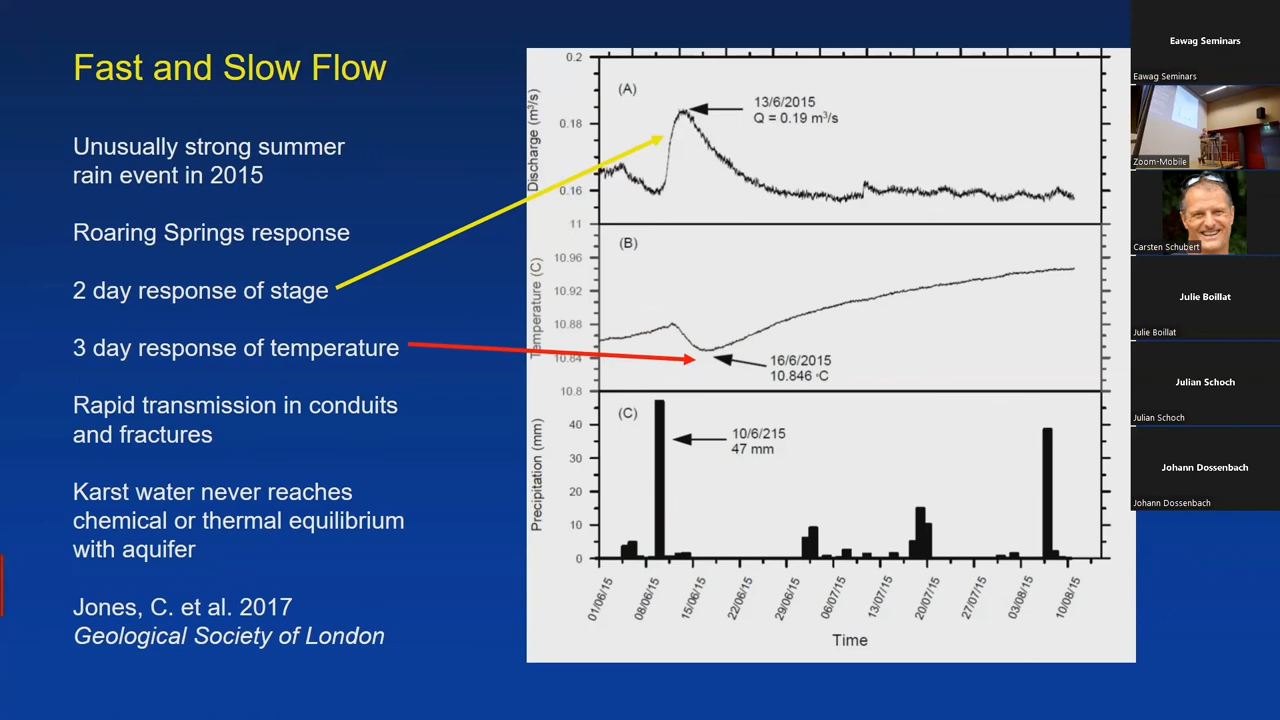 Fast and Slow Flow
Unusually strong summer
rain event in 2015
Roaring Springs response
2 day response of stage
3 day response of temperature
Rapid transmission in conduits
and fractures
Karst water never reaches
chemical or thermal equilibrium
with aquifer
Jones, C. et al. 2017
Geological Society of London
(A)
Discharge (m³/s)
0.2
0.18
0.16
13/6/2015
Q = 0.19 m³/s
(B)
Temperature (C)
11
10.96
10.92
10.88
10.84
10.8
16/6/2015
10.846 °C
(C)
Precipitation (mm)
40
30
20
10
0
10/6/215
47 mm
01/06/15
08/06/15
15/06/15
22/06/15
29/06/15
06/07/15
13/07/15
20/07/15
27/07/15
03/08/15
10/08/15
Time
Eawag Seminars
Eawag Seminars
Zoom-Mobile
Carsten Schubert
Julie Boillat
Julie Boillat
Julian Schoch
Julian Schoch
Johann Dossenbach
Johann Dossenbach